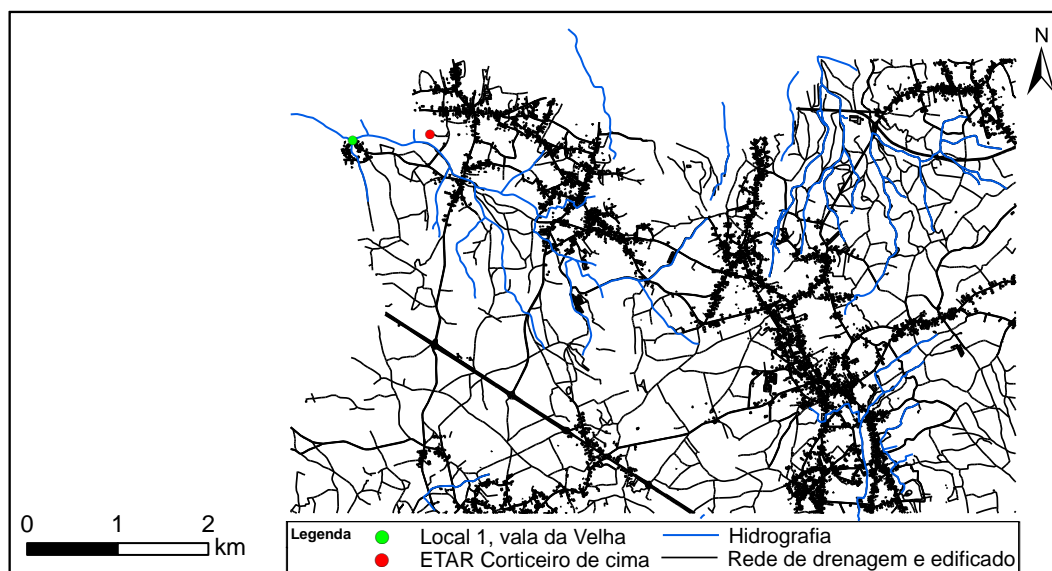 N
0 1 2
km
Legenda
Local 1, vala da Velha
Hidrografia
ETAR Corticeiro de cima
Rede de drenagem e edificado